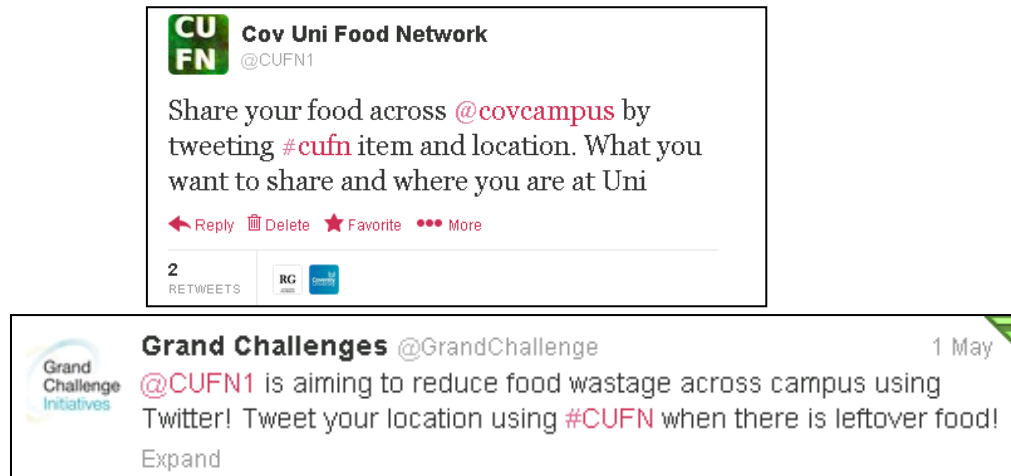 CU
FN
Cov Uni Food Network
@CUFN1
Share your food across @covcampus by
tweeting #cufn item and location. What you
want to share and where you are at Uni
Reply Delete Favorite More
2
RETWEETS
RG
Grand
Challenge
Initiatives
Grand Challenges @GrandChallenge 1 May
@CUFN1 is aiming to reduce food wastage across campus using
Twitter! Tweet your location using #CUFN when there is leftover food!
Expand